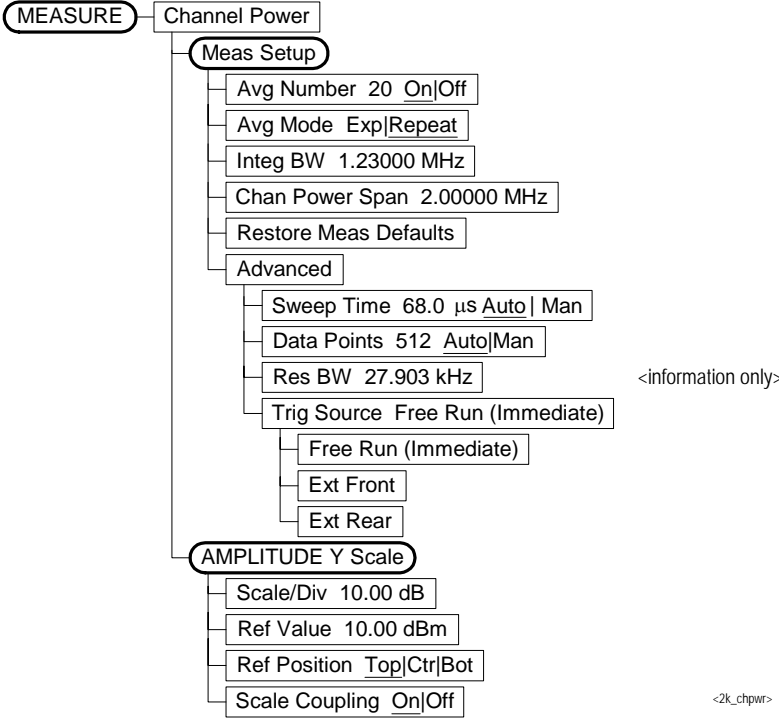 MEASURE Channel Power
Meas Setup
Avg Number 20 On|Off
Avg Mode Exp|Repeat
Integ BW 1.23000 MHz
Chan Power Span 2.00000 MHz
Restore Meas Defaults
Advanced
Sweep Time 68.0 μs Auto | Man
Data Points 512 Auto|Man
Res BW 27.903 kHz <information only>
Trig Source Free Run (Immediate)
Free Run (Immediate)
Ext Front
Ext Rear
AMPLITUDE Y Scale
Scale/Div 10.00 dB
Ref Value 10.00 dBm
Ref Position Top|Ctr|Bot
Scale Coupling On|Off <2k_chpwr>